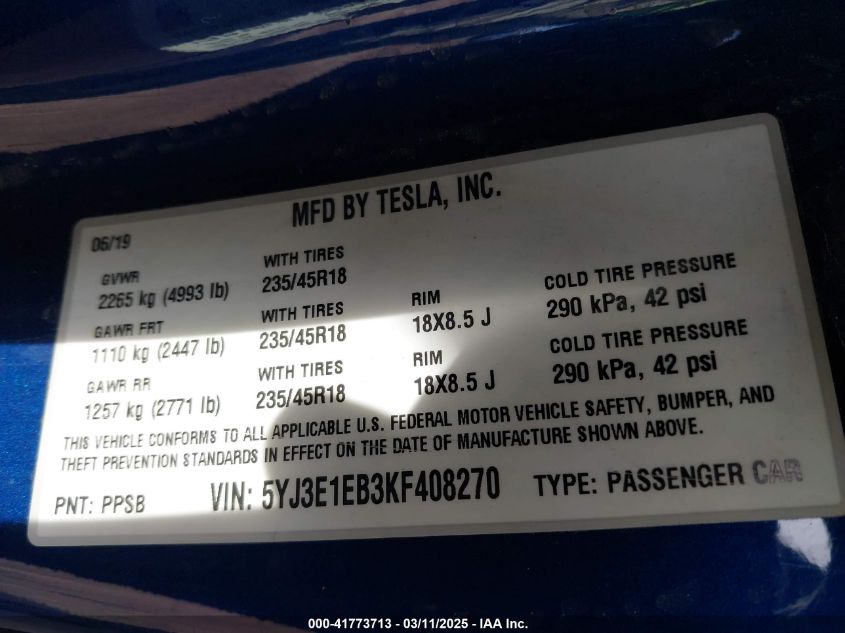 MFD BY TESLA, INC.
06/19
GVWR
2265 kg (4993 lb)
WITH TIRES
235/45R18
GAWR FRT
1110 kg (2447 lb)
WITH TIRES
235/45R18
RIM
18X8.5 J
COLD TIRE PRESSURE
290 kPa, 42 psi
GAWR RR
1257 kg (2771 lb)
WITH TIRES
235/45R18
RIM
18X8.5 J
COLD TIRE PRESSURE
290 kPa, 42 psi
THIS VEHICLE CONFORMS TO ALL APPLICABLE U.S. FEDERAL MOTOR VEHICLE SAFETY, BUMPER, AND
THEFT PREVENTION STANDARDS IN EFFECT ON THE DATE OF MANUFACTURE SHOWN ABOVE.
PNT: PPSB VIN: 5YJ3E1EB3KF408270 TYPE: PASSENGER CAR
000-41773713 - 03/11/2025 - IAA Inc.